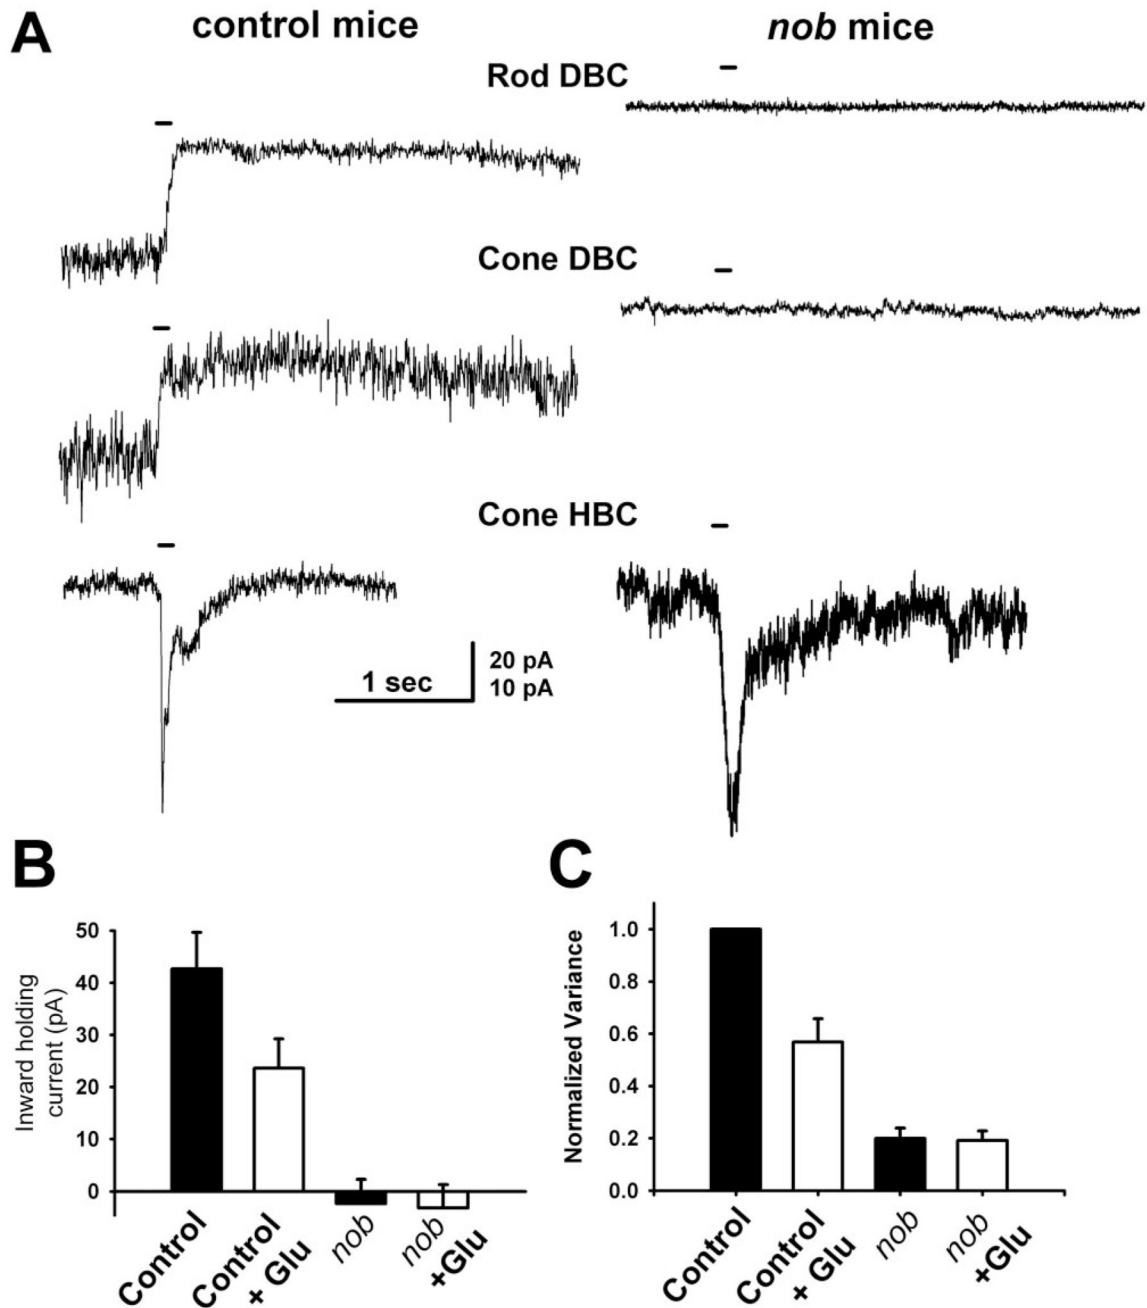 A
control mice
nob mice
Rod DBC
Cone DBC
Cone HBC
1 sec
20 pA
10 pA
B
Inward holding
current (pA)
50
40
30
20
10
0
Control
Control
+ Glu
nob
nob
+Glu
C
Normalized Variance
1.0
0.8
0.6
0.4
0.2
0.0
Control
Control
+ Glu
nob
nob
+Glu